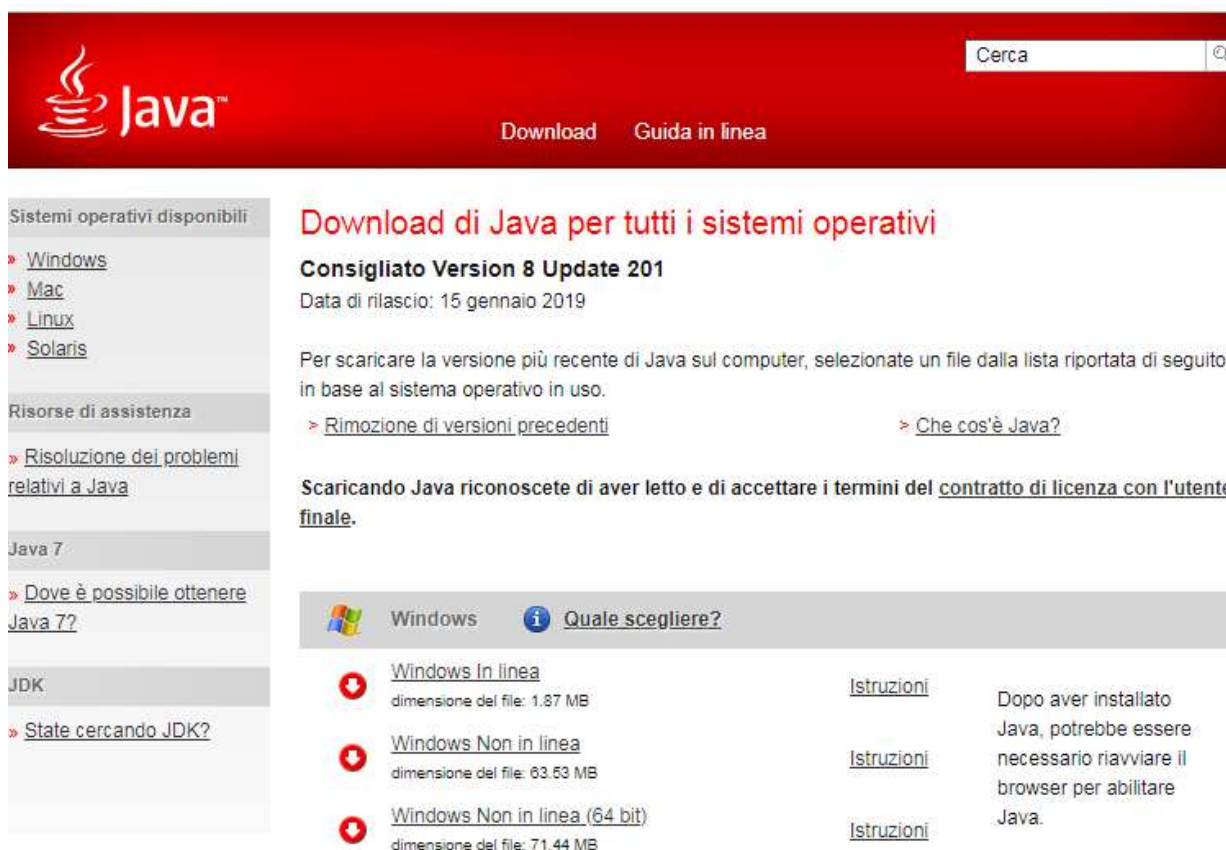 Java™
Cerca
Download Guida in linea
Sistemi operativi disponibili
» Windows
» Mac
» Linux
» Solaris
Risorse di assistenza
» Risoluzione dei problemi
relativi a Java
Java 7
» Dove è possibile ottenere
Java 7?
JDK
» State cercando JDK?
Download di Java per tutti i sistemi operativi
Consigliato Version 8 Update 201
Data di rilascio: 15 gennaio 2019
Per scaricare la versione più recente di Java sul computer, selezionate un file dalla lista riportata di seguito
in base al sistema operativo in uso.
> Rimozione di versioni precedenti > Che cos'è Java?
Scaricando Java riconoscete di aver letto e di accettare i termini del contratto di licenza con l'utente
finale.
Windows i Quale scegliere?
Windows In linea
dimensione del file: 1.87 MB
Istruzioni
Windows Non in linea
dimensione del file: 63.53 MB
Istruzioni
Windows Non in linea (64 bit)
dimensione del file: 71.44 MB
Istruzioni
Dopo aver installato
Java, potrebbe essere
necessario riavviare il
browser per abilitare
Java.